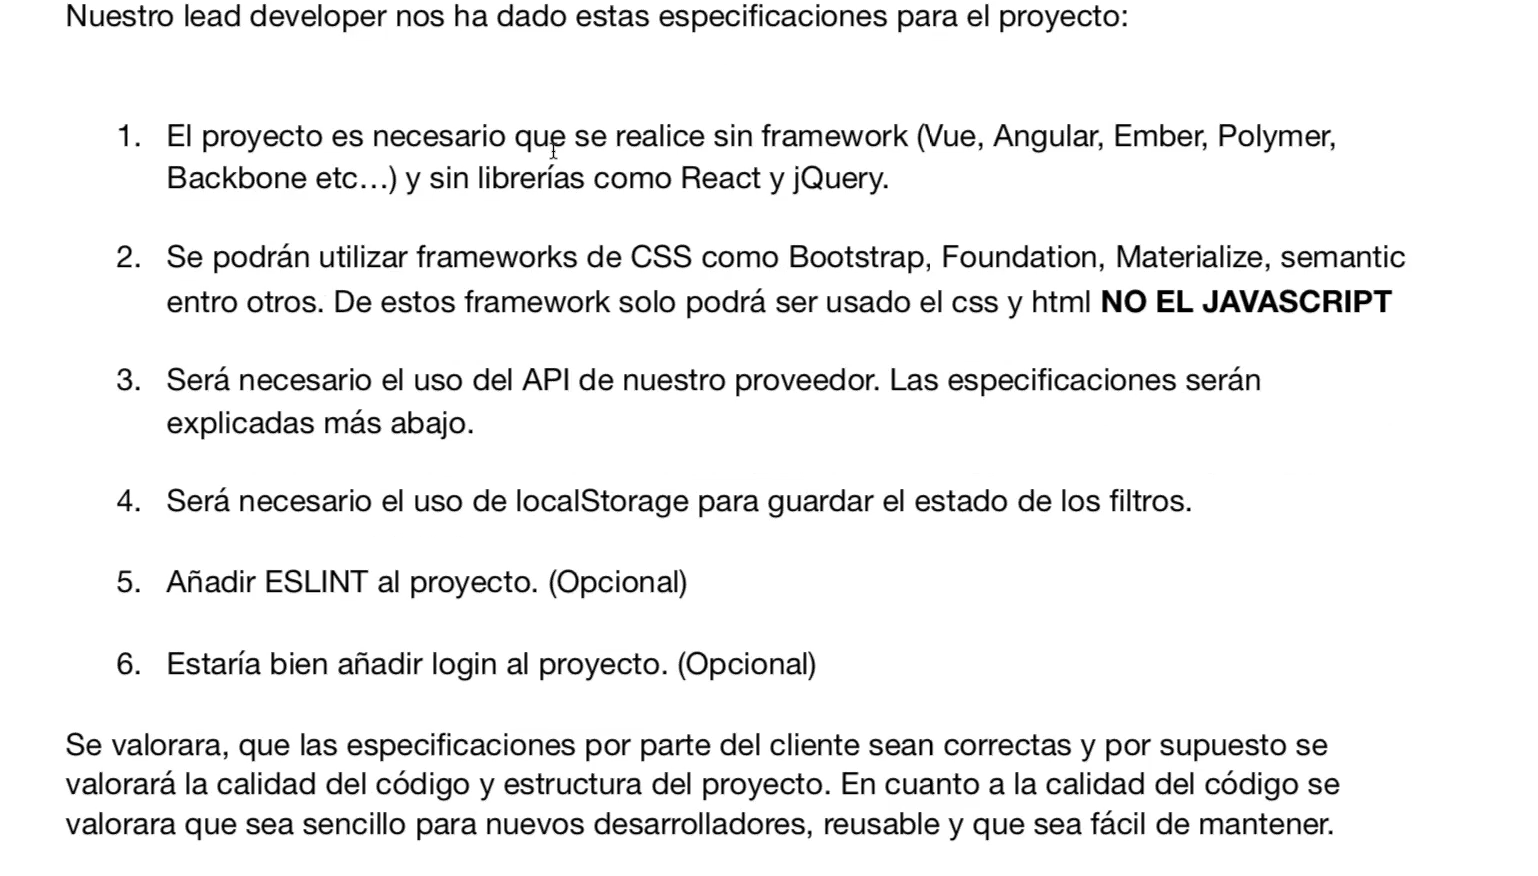 Nuestro lead developer nos ha dado estas especificaciones para el proyecto:
1. El proyecto es necesario que se realice sin framework (Vue, Angular, Ember, Polymer,
Backbone etc…) y sin librerías como React y jQuery.
2. Se podrán utilizar frameworks de CSS como Bootstrap, Foundation, Materialize, semantic
entro otros. De estos framework solo podrá ser usado el css y html NO EL JAVASCRIPT
3. Será necesario el uso del API de nuestro proveedor. Las especificaciones serán
explicadas más abajo.
4. Será necesario el uso de localStorage para guardar el estado de los filtros.
5. Añadir ESLINT al proyecto. (Opcional)
6. Estaría bien añadir login al proyecto. (Opcional)
Se valorara, que las especificaciones por parte del cliente sean correctas y por supuesto se
valorará la calidad del código y estructura del proyecto. En cuanto a la calidad del código se
valorara que sea sencillo para nuevos desarrolladores, reusable y que sea fácil de mantener.